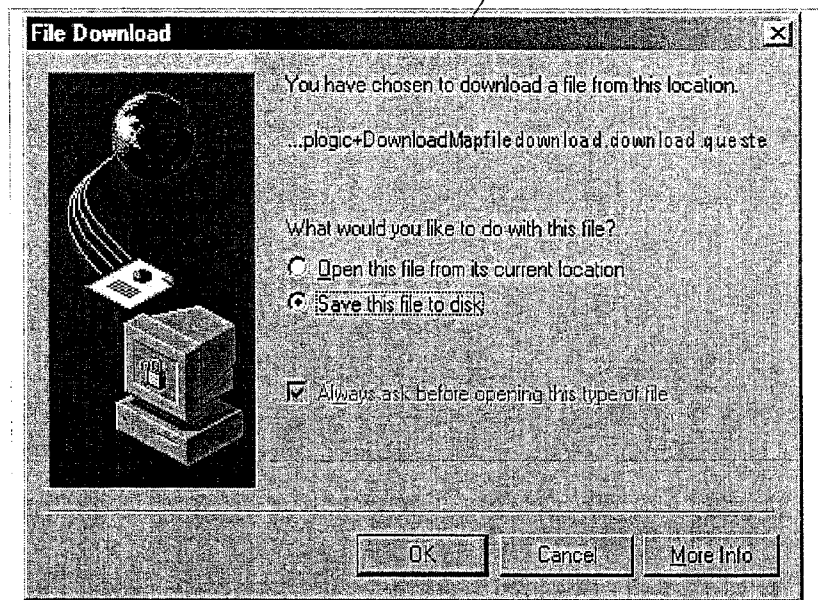 File Download
You have chosen to download a file from this location.
...plogic+DownloadMapfiledownload.download.queste
What would you like to do with this file?
Open this file from its current location
Save this file to disk
Always ask before opening this type of file
OK
Cancel
More Info